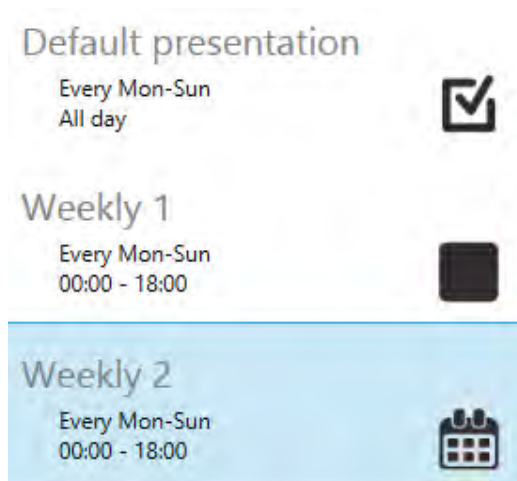 Default presentation
Every Mon-Sun
All day
Weekly 1
Every Mon-Sun
00:00 - 18:00
Weekly 2
Every Mon-Sun
00:00 - 18:00